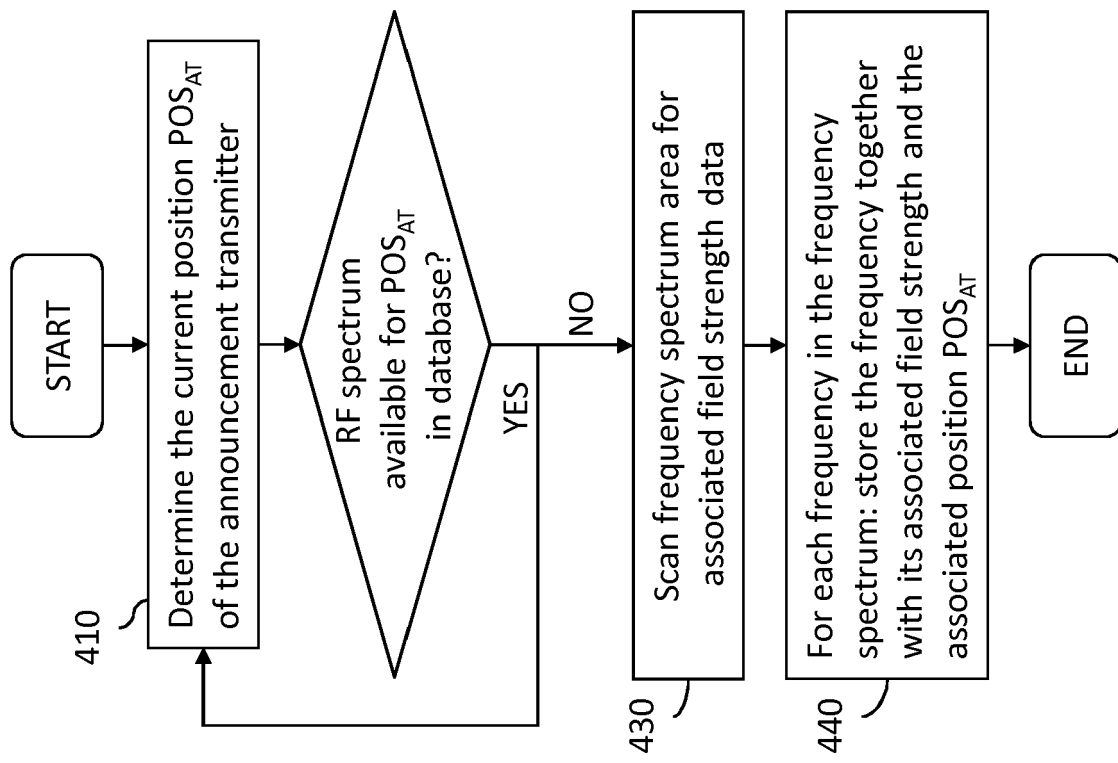 START
410
Determine the current position POS_AT
of the announcement transmitter
RF spectrum
available for POS_AT
in database?
YES
NO
430
Scan frequency spectrum area for
associated field strength data
440
For each frequency in the frequency
spectrum: store the frequency together
with its associated field strength and the
associated position POS_AT
END